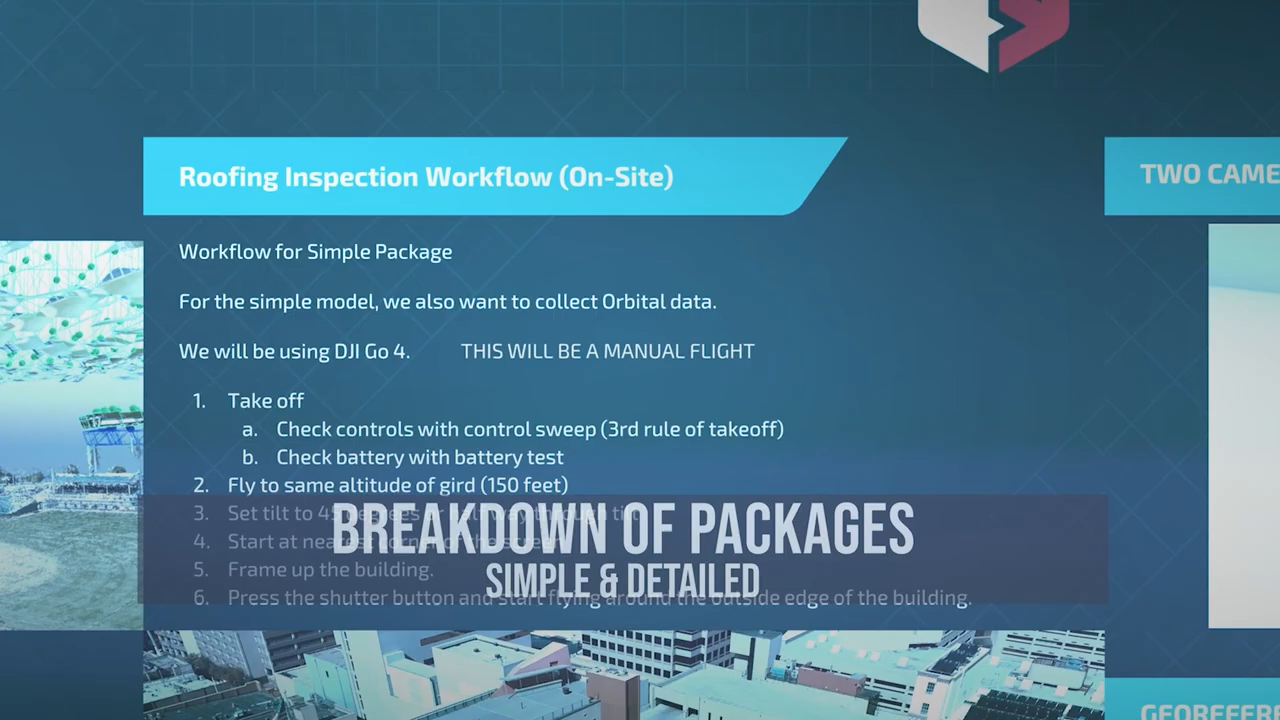 Roofing Inspection Workflow (On-Site)
TWO CAME
Workflow for Simple Package
For the simple model, we also want to collect Orbital data.
We will be using DJI Go 4. THIS WILL BE A MANUAL FLIGHT
1. Take off
a. Check controls with control sweep (3rd rule of takeoff)
b. Check battery with battery test
2. Fly to same altitude of gird (150 feet)
3. Set tilt to
4. Start at
BREAKDOWN OF PACKAGES
5. Frame up the building.
SIMPLE & DETAILED
6. Press the shutter button and start flying around the outside edge of the building.
GEOREFERE